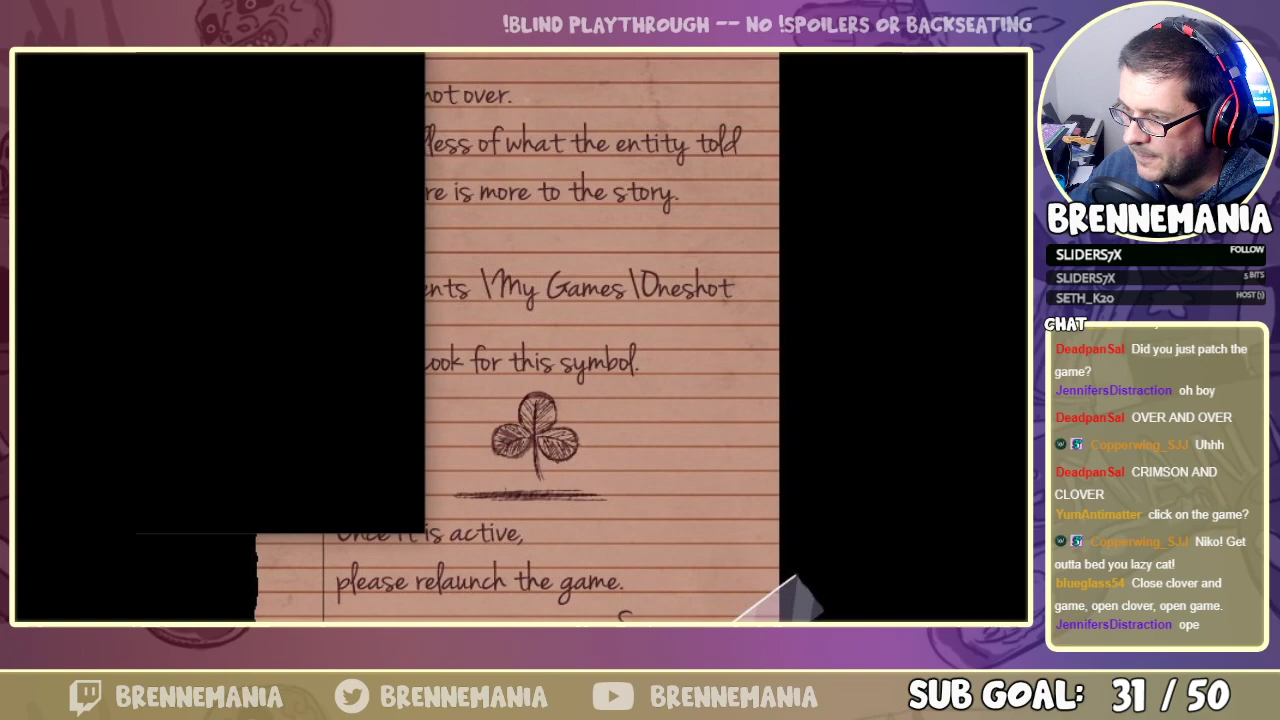 !BLIND PLAYTHROUGH -- NO !SPOILERS OR BACKSEATING
not over.
less of what the entity told
re is more to the story.
ents \My Games \Oneshot
look for this symbol.
Once it is active,
please relaunch the game.
BRENNEMANIA
SLIDERS7X FOLLOW
SLIDERS7X 5 BITS
SETH_K20 HOST (1)
CHAT
DeadpanSal Did you just patch the
game?
JennifersDistraction oh boy
DeadpanSal OVER AND OVER
Copperwing_SJJ Uhhh
DeadpanSal CRIMSON AND
CLOVER
YumAntimatter click on the game?
Copperwing_SJJ Niko! Get
outta bed you lazy cat!
blueglass54 Close clover and
game, open clover, open game.
JennifersDistraction ope
BRENNEMANIA BRENNEMANIA BRENNEMANIA SUB GOAL: 31 / 50